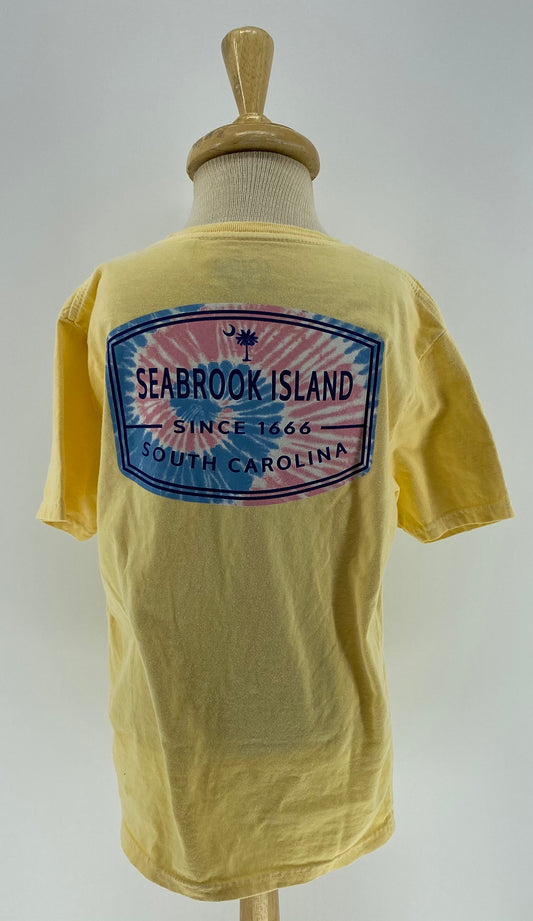 SEABROOK ISLAND
SINCE 1666
SOUTH CAROLINA